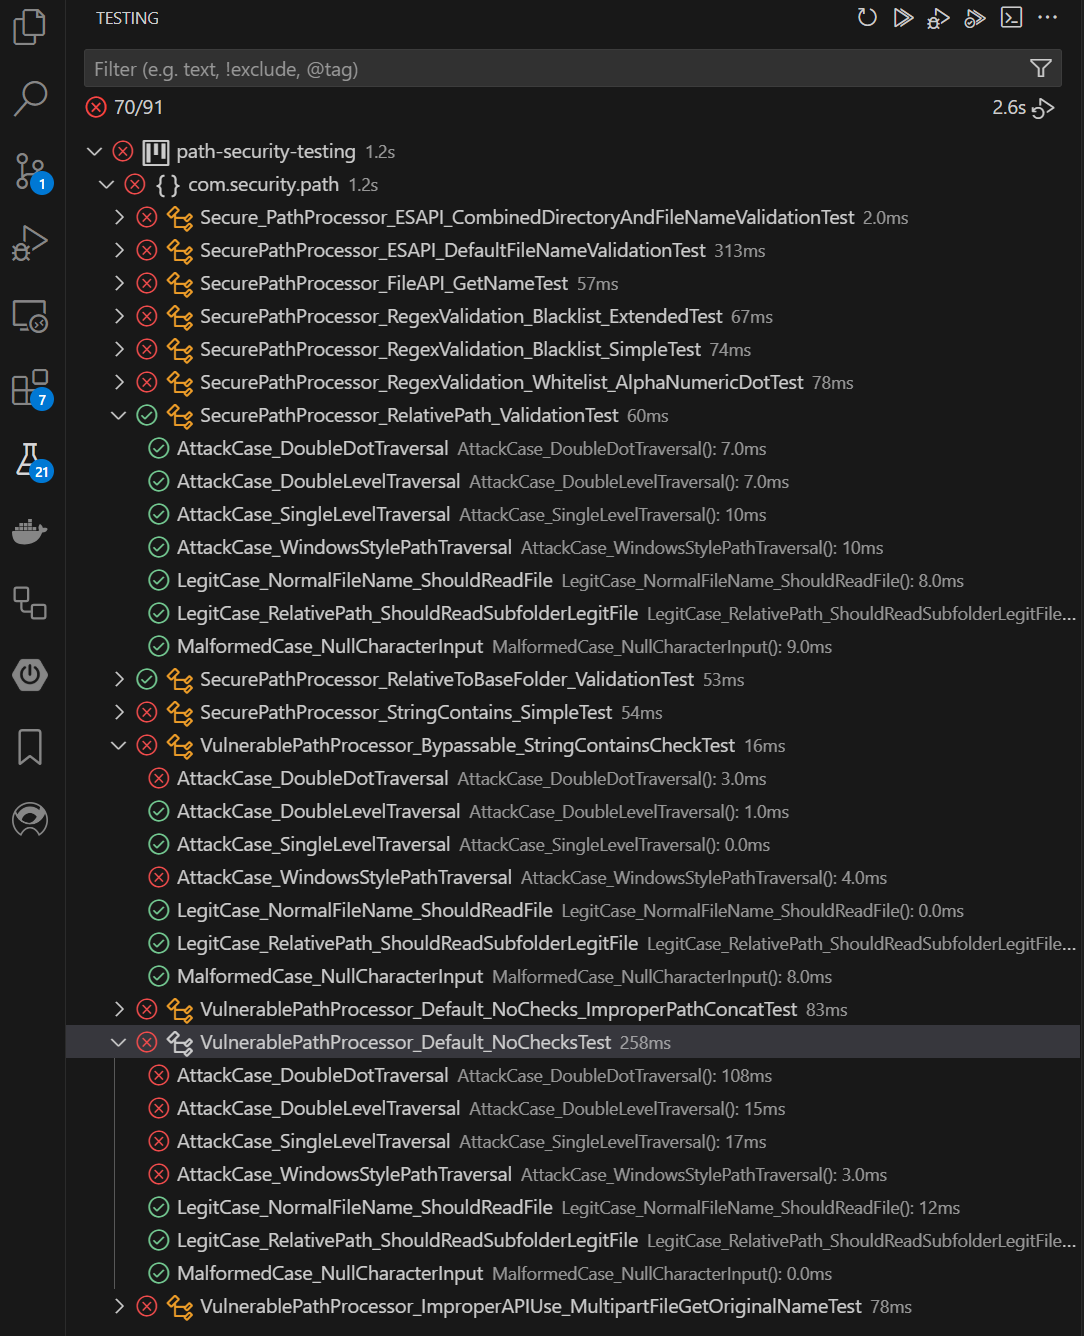 TESTING
Filter (e.g. text, !exclude, @tag)
70/91 2.6s
path-security-testing 1.2s
{} com.security.path 1.2s
Secure_PathProcessor_ESAPI_CombinedDirectoryAndFileNameValidationTest 2.0ms
SecurePathProcessor_ESAPI_DefaultFileNameValidationTest 313ms
SecurePathProcessor_FileAPI_GetNameTest 57ms
SecurePathProcessor_RegexValidation_Blacklist_ExtendedTest 67ms
SecurePathProcessor_RegexValidation_Blacklist_SimpleTest 74ms
SecurePathProcessor_RegexValidation_Whitelist_AlphaNumericDotTest 78ms
SecurePathProcessor_RelativePath_ValidationTest 60ms
AttackCase_DoubleDotTraversal AttackCase_DoubleDotTraversal(): 7.0ms
AttackCase_DoubleLevelTraversal AttackCase_DoubleLevelTraversal(): 7.0ms
AttackCase_SingleLevelTraversal AttackCase_SingleLevelTraversal(): 10ms
AttackCase_WindowsStylePathTraversal AttackCase_WindowsStylePathTraversal(): 10ms
LegitCase_NormalFileName_ShouldReadFile LegitCase_NormalFileName_ShouldReadFile(): 8.0ms
LegitCase_RelativePath_ShouldReadSubfolderLegitFile LegitCase_RelativePath_ShouldReadSubfolderLegitFile...
MalformedCase_NullCharacterInput MalformedCase_NullCharacterInput(): 9.0ms
SecurePathProcessor_RelativeToBaseFolder_ValidationTest 53ms
SecurePathProcessor_StringContains_SimpleTest 54ms
VulnerablePathProcessor_Bypassable_StringContainsCheckTest 16ms
AttackCase_DoubleDotTraversal AttackCase_DoubleDotTraversal(): 3.0ms
AttackCase_DoubleLevelTraversal AttackCase_DoubleLevelTraversal(): 1.0ms
AttackCase_SingleLevelTraversal AttackCase_SingleLevelTraversal(): 0.0ms
AttackCase_WindowsStylePathTraversal AttackCase_WindowsStylePathTraversal(): 4.0ms
LegitCase_NormalFileName_ShouldReadFile LegitCase_NormalFileName_ShouldReadFile(): 0.0ms
LegitCase_RelativePath_ShouldReadSubfolderLegitFile LegitCase_RelativePath_ShouldReadSubfolderLegitFile...
MalformedCase_NullCharacterInput MalformedCase_NullCharacterInput(): 8.0ms
VulnerablePathProcessor_Default_NoChecks_ImproperPathConcatTest 83ms
VulnerablePathProcessor_Default_NoChecksTest 258ms
AttackCase_DoubleDotTraversal AttackCase_DoubleDotTraversal(): 108ms
AttackCase_DoubleLevelTraversal AttackCase_DoubleLevelTraversal(): 15ms
AttackCase_SingleLevelTraversal AttackCase_SingleLevelTraversal(): 17ms
AttackCase_WindowsStylePathTraversal AttackCase_WindowsStylePathTraversal(): 3.0ms
LegitCase_NormalFileName_ShouldReadFile LegitCase_NormalFileName_ShouldReadFile(): 12ms
LegitCase_RelativePath_ShouldReadSubfolderLegitFile LegitCase_RelativePath_ShouldReadSubfolderLegitFile...
MalformedCase_NullCharacterInput MalformedCase_NullCharacterInput(): 0.0ms
VulnerablePathProcessor_ImproperAPIUse_MultipartFileGetOriginalNameTest 78ms
1
7
21